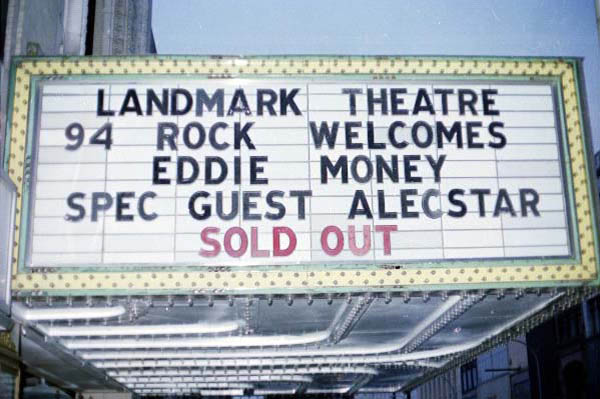 LANDMARK THEATRE
94 ROCK WELCOMES
EDDIE MONEY
SPEC GUEST ALECSTAR
SOLD OUT